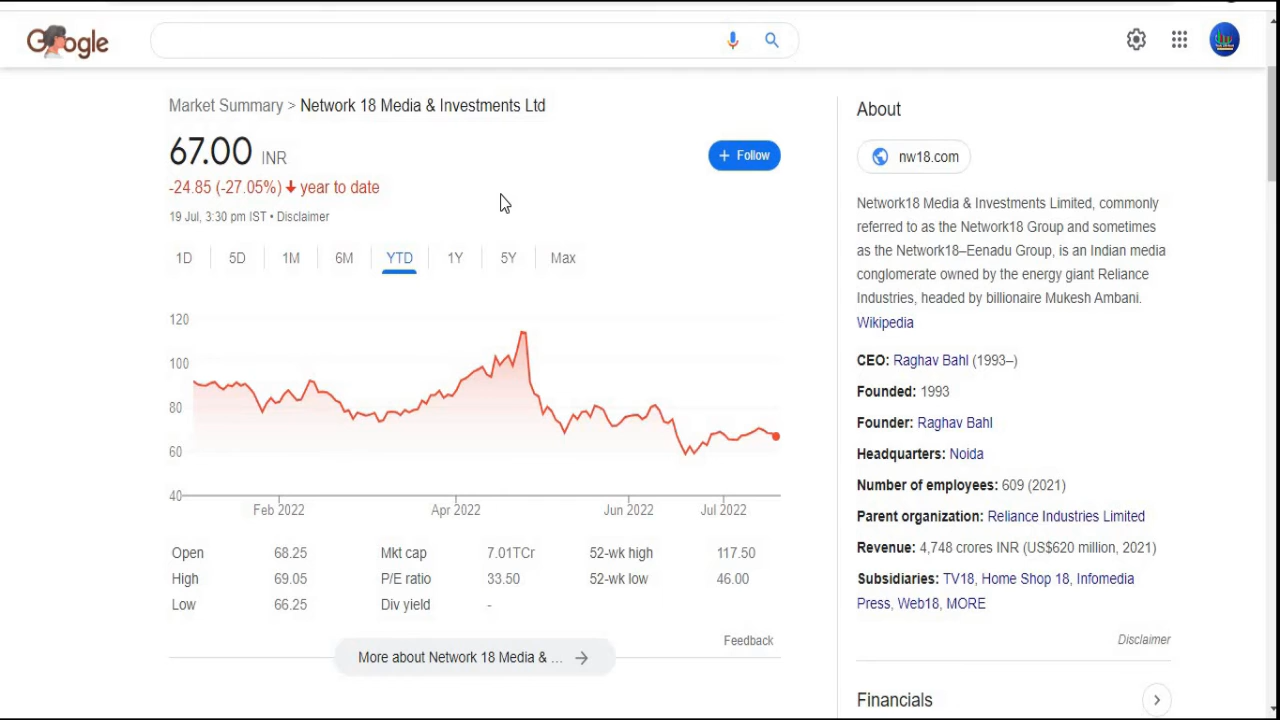 Google
Market Summary > Network 18 Media & Investments Ltd
67.00 INR
+ Follow
-24.85 (-27.05%) year to date
19 Jul, 3:30 pm IST • Disclaimer
1D 5D 1M 6M YTD 1Y 5Y Max
120
100
80
60
40
Feb 2022 Apr 2022 Jun 2022 Jul 2022
Open 68.25 Mkt cap 7.01TCr 52-wk high 117.50
High 69.05 P/E ratio 33.50 52-wk low 46.00
Low 66.25 Div yield -
Feedback
More about Network 18 Media & ...
About
nw18.com
Network18 Media & Investments Limited, commonly
referred to as the Network18 Group and sometimes
as the Network18–Eenadu Group, is an Indian media
conglomerate owned by the energy giant Reliance
Industries, headed by billionaire Mukesh Ambani.
Wikipedia
CEO: Raghav Bahl (1993–)
Founded: 1993
Founder: Raghav Bahl
Headquarters: Noida
Number of employees: 609 (2021)
Parent organization: Reliance Industries Limited
Revenue: 4,748 crores INR (US$620 million, 2021)
Subsidiaries: TV18, Home Shop 18, Infomedia
Press, Web18, MORE
Disclaimer
Financials